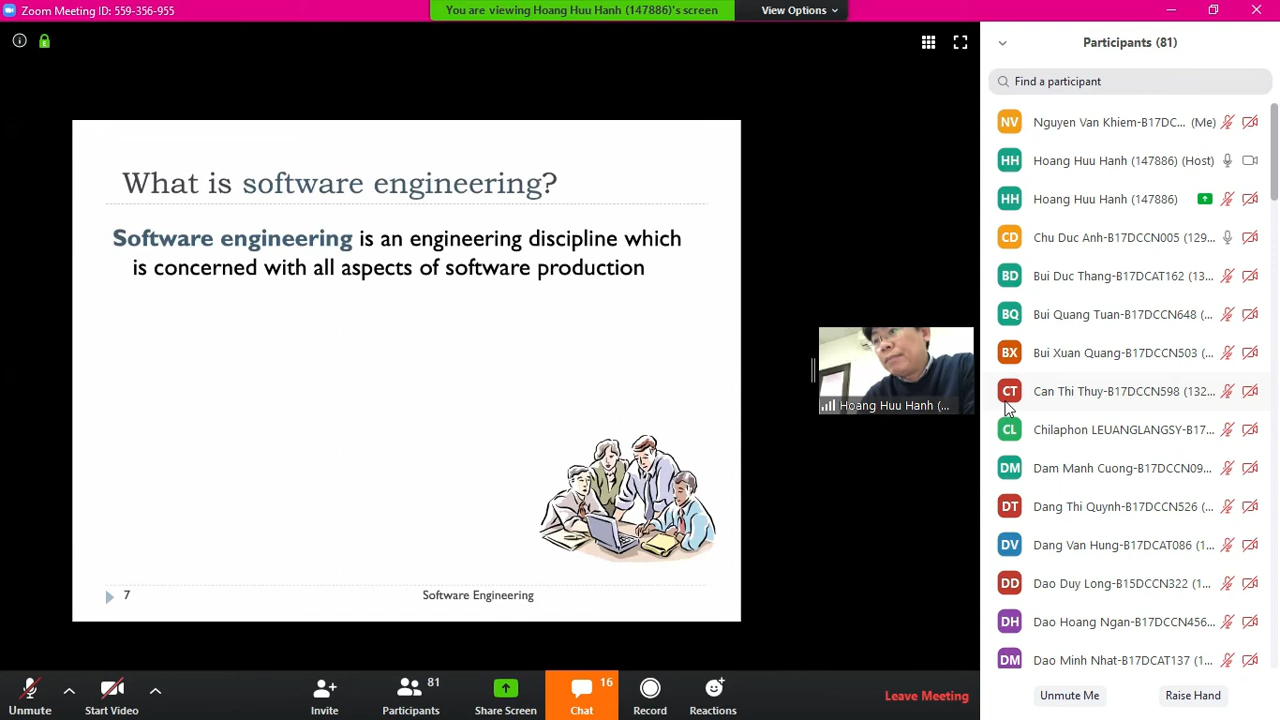 Zoom Meeting ID: 559-356-955
You are viewing Hoang Huu Hanh (147886)'s screen
View Options
Participants (81)
Find a participant
NV Nguyen Van Khiem-B17DC... (Me)
HH Hoang Huu Hanh (147886) (Host)
HH Hoang Huu Hanh (147886)
CD Chu Duc Anh-B17DCCN005 (129...
BD Bui Duc Thang-B17DCAT162 (13...
BQ Bui Quang Tuan-B17DCCN648 (...
BX Bui Xuan Quang-B17DCCN503 (...
CT Can Thi Thuy-B17DCCN598 (132...
CL Chilaphon LEUANGLANGSY-B17...
DM Dam Manh Cuong-B17DCCN09...
DT Dang Thi Quynh-B17DCCN526 (...
DV Dang Van Hung-B17DCAT086 (1...
DD Dao Duy Long-B15DCCN322 (1...
DH Dao Hoang Ngan-B17DCCN456...
DM Dao Minh Nhat-B17DCAT137 (1...
Unmute Me
Raise Hand
What is software engineering?
Software engineering is an engineering discipline which
is concerned with all aspects of software production
7
Software Engineering
Hoang Huu Hanh (...
Unmute
Start Video
Invite
81
Participants
Share Screen
16
Chat
Record
Reactions
Leave Meeting